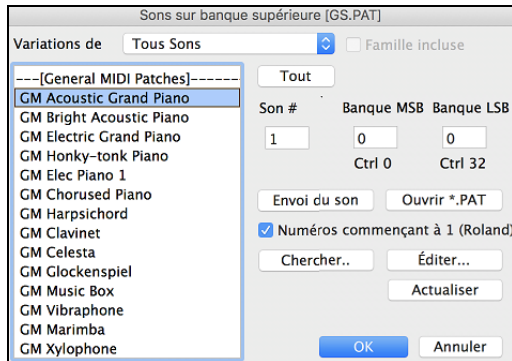 Sons sur banque supérieure [GS.PAT]
Variations de Tous Sons Famille incluse
---[General MIDI Patches]-----
GM Acoustic Grand Piano
GM Bright Acoustic Piano
GM Electric Grand Piano
GM Honky-tonk Piano
GM Elec Piano 1
GM Chorused Piano
GM Harpsichord
GM Clavinet
GM Celesta
GM Glockenspiel
GM Music Box
GM Vibraphone
GM Marimba
GM Xylophone
Tout
Son # Banque MSB Banque LSB
1 0 0
Ctrl 0 Ctrl 32
Envoi du son Ouvrir *.PAT
Numéros commençant à 1 (Roland)
Chercher.. Éditer...
Actualiser
OK Annuler